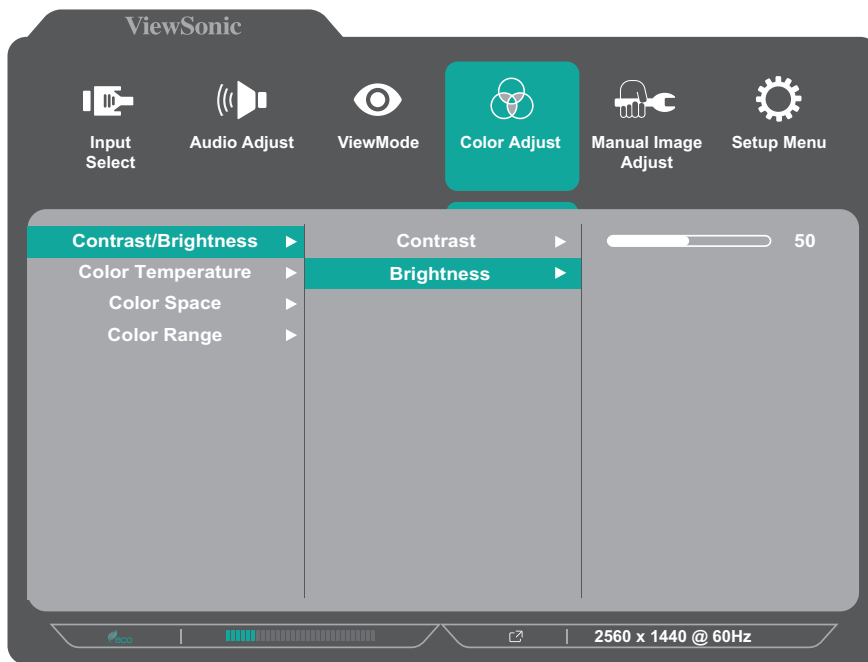 ViewSonic
Input
Select
Audio Adjust
ViewMode
Color Adjust
Manual Image
Adjust
Setup Menu
Contrast/Brightness
Color Temperature
Color Space
Color Range
Contrast
Brightness
50
eco
2560 x 1440 @ 60Hz